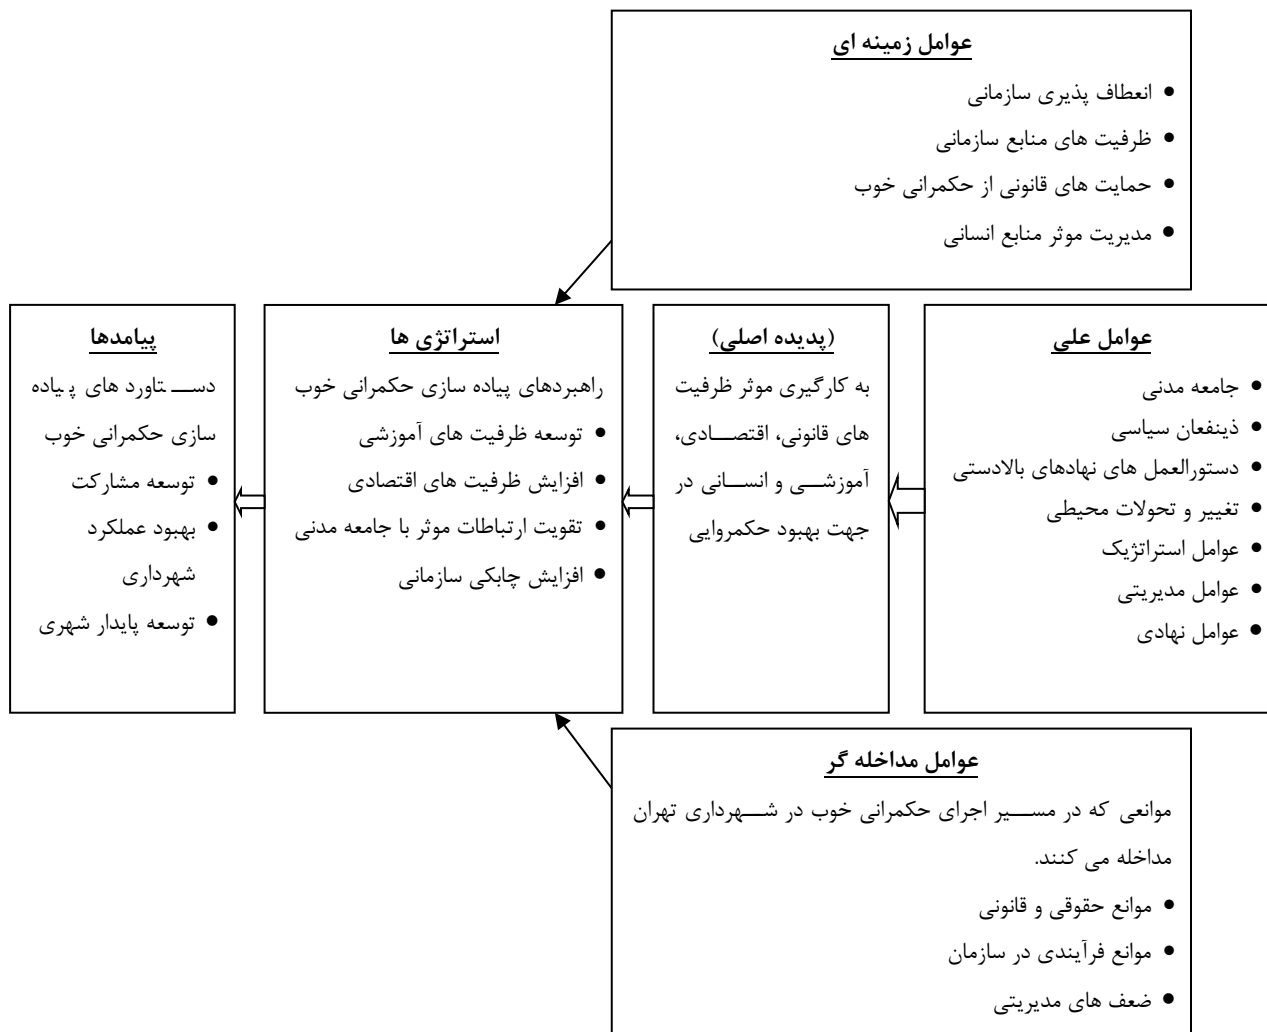 عوامل زمینه ای
• انعطاف پذیری سازمانی
• ظرفیت های منابع سازمانی
• حمایت های قانونی از حکمرانی خوب
• مدیریت موثر منابع انسانی
عوامل علی
• جامعه مدنی
• ذینفعان سیاسی
• دستورالعمل های نهادهای بالادستی
• تغییر و تحولات محیطی
• عوامل استراتژیک
• عوامل مدیریتی
• عوامل نهادی
(پدیده اصلی)
به کارگیری موثر ظرفیت
های قانونی، اقتصادی،
آموزشی و انسانی در
جهت بهبود حکمروایی
استراتژی ها
راهبردهای پیاده سازی حکمرانی خوب
• توسعه ظرفیت های آموزشی
• افزایش ظرفیت های اقتصادی
• تقویت ارتباطات موثر با جامعه مدنی
• افزایش چابکی سازمانی
پیامدها
دستاورد های پیاده
سازی حکمرانی خوب
• توسعه مشارکت
• بهبود عملکرد
شهرداری
• توسعه پایدار شهری
عوامل مداخله گر
موانعی که در مسیر اجرای حکمرانی خوب در شهرداری تهران
مداخله می کنند.
• موانع حقوقی و قانونی
• موانع فرآیندی در سازمان
• ضعف های مدیریتی